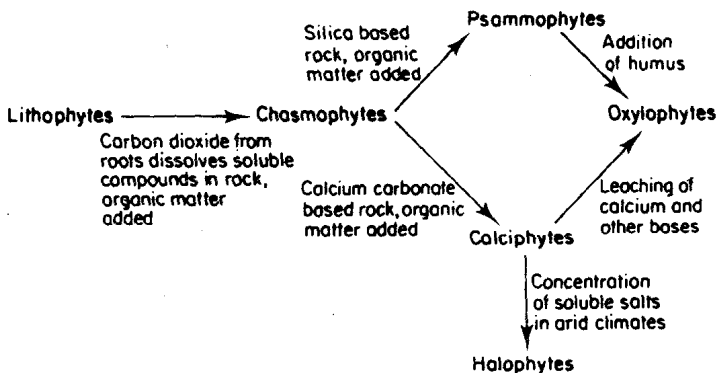 Psammophytes
Silica based
rock, organic
matter added
Addition
of humus
Lithophytes
Chasmophytes
Oxylophytes
Carbon dioxide from
roots dissolves soluble
compounds in rock,
organic matter
added
Calcium carbonate
based rock, organic
matter added
Leaching of
calcium and
other bases
Calciphytes
Concentration
of soluble salts
in arid climates
Halophytes